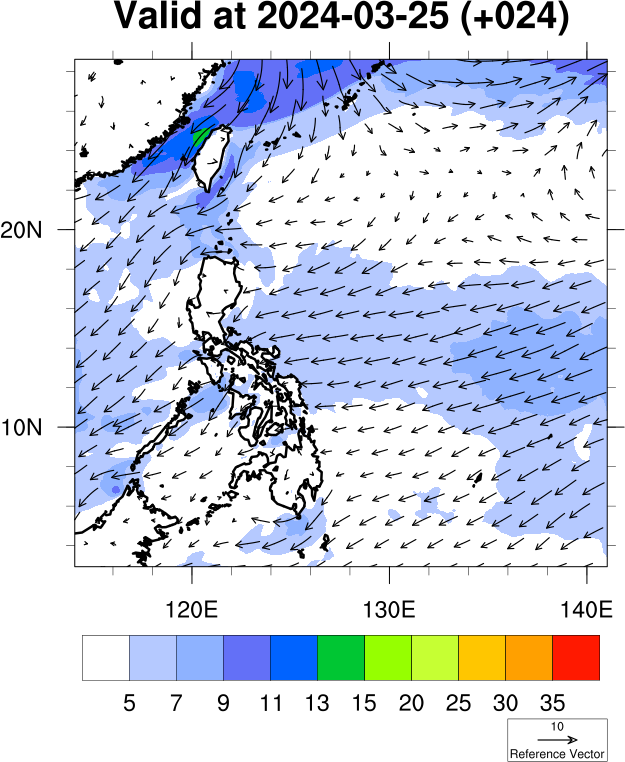 Valid at 2024-03-25 (+024)
20N
10N
120E 130E 140E
5 7 9 11 13 15 20 25 30 35
10
Reference Vector